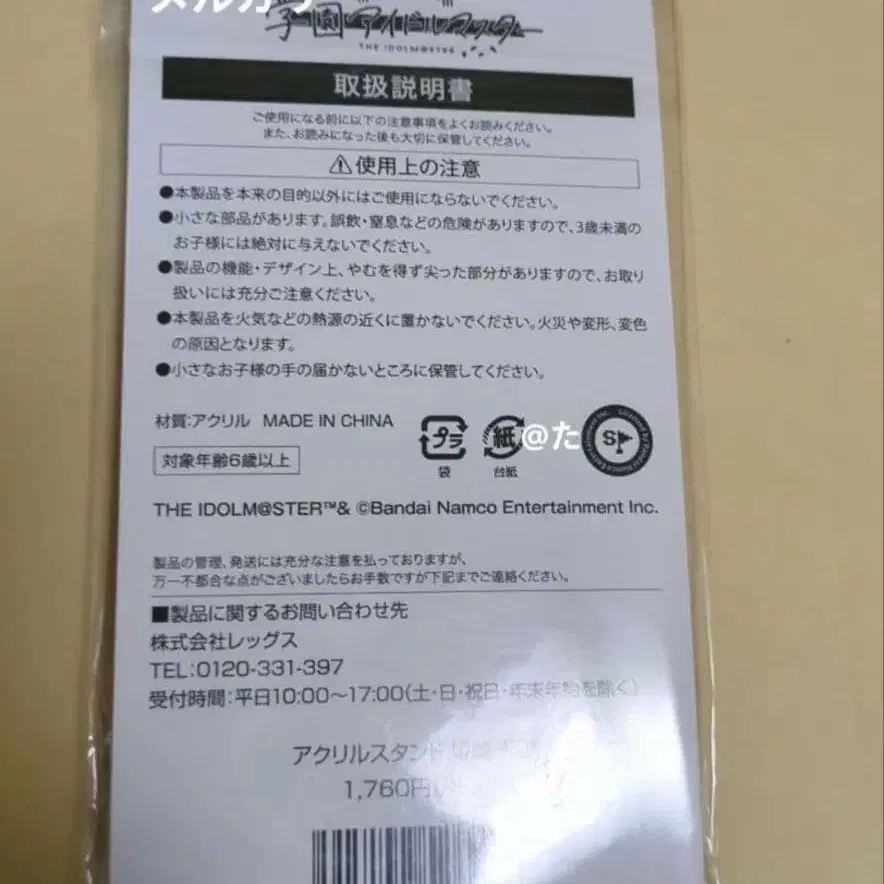 メルカリ
学園アイドルマスター
THE IDOLM@STER
取扱説明書
ご使用になる前に以下の注意事項をよくお読みください。
また、お読みになった後も大切に保管してください。
⚠使用上の注意
●本製品を本来の目的以外にはご使用にならないでください。
●小さな部品があります。誤飲・窒息などの危険がありますので、3歳未満の
お子様には絶対に与えないでください。
●製品の機能・デザイン上、やむを得ず尖った部分がありますので、お取り
扱いには充分ご注意ください。
●本製品を火気などの熱源の近くに置かないでください。火災や変形、変色
の原因となります。
●小さなお子様の手の届かないところに保管してください。
材質:アクリル MADE IN CHINA
プラ
袋
紙
台紙
@た
S
Licensed by Bandai Namco Entertainment Inc.
対象年齢6歳以上
THE IDOLM@STER™& ©Bandai Namco Entertainment Inc.
製品の管理、発送には充分な注意を払っておりますが、
万一不都合な点がございましたらお手数ですが下記までご連絡ください。
■製品に関するお問い合わせ先
株式会社レッグス
TEL:0120-331-397
受付時間:平日10:00〜17:00(土・日・祝日・年末年始を除く)
アクリルスタンド
1,760円